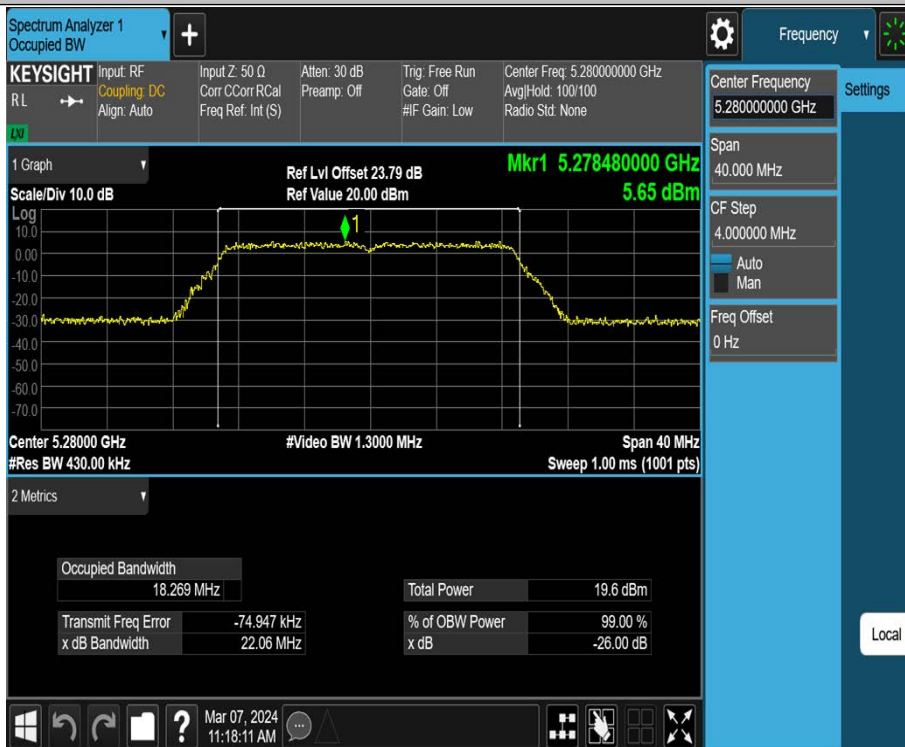 Spectrum Analyzer 1
Occupied BW
Frequency
KEYSIGHT
Input: RF
Coupling: DC
Align: Auto
Input Z: 50 Ω
Corr CCorr RCal
Freq Ref: Int (S)
Atten: 30 dB
Preamp: Off
Trig: Free Run
Gate: Off
#IF Gain: Low
Center Freq: 5.280000000 GHz
Avg|Hold: 100/100
Radio Std: None
R L
LXI
Center Frequency
5.280000000 GHz
Settings
Span
40.000 MHz
CF Step
4.000000 MHz
Auto
Man
Freq Offset
0 Hz
1 Graph
Scale/Div 10.0 dB
Ref Lvl Offset 23.79 dB
Ref Value 20.00 dBm
Mkr1 5.278480000 GHz
5.65 dBm
Log
1
10.0
0.00
-10.0
-20.0
-30.0
-40.0
-50.0
-60.0
-70.0
Center 5.28000 GHz
#Video BW 1.3000 MHz
Span 40 MHz
#Res BW 430.00 kHz
Sweep 1.00 ms (1001 pts)
2 Metrics
Occupied Bandwidth
18.269 MHz
Total Power 19.6 dBm
Transmit Freq Error -74.947 kHz
% of OBW Power 99.00 %
x dB Bandwidth 22.06 MHz
x dB -26.00 dB
Local
?
Mar 07, 2024
11:18:11 AM